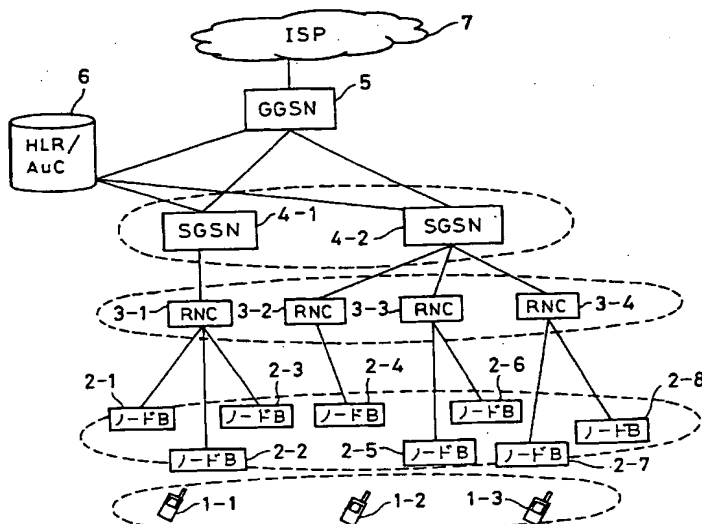 ISP
7
GGSN
5
6
HLR/
AuC
SGSN
4-1
4-2
SGSN
3-1
RNC
3-2
RNC
3-3
RNC
RNC
3-4
2-1
ノードB
2-3
ノードB
2-4
ノードB
2-6
ノードB
2-8
ノードB
ノードB
2-2
2-5
ノードB
ノードB
2-7
1-1
1-2
1-3